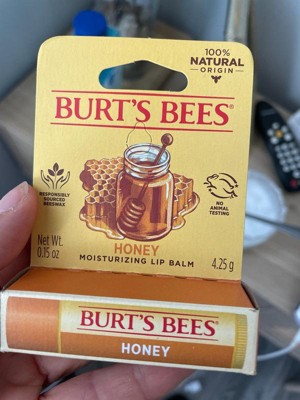 100%
NATURAL
ORIGIN
BURT'S BEES®
RESPONSIBLY
SOURCED
BEESWAX
NO
ANIMAL
TESTING
Net Wt.
0.15 oz
HONEY
MOISTURIZING LIP BALM
4.25 g
BURT'S BEES®
HONEY